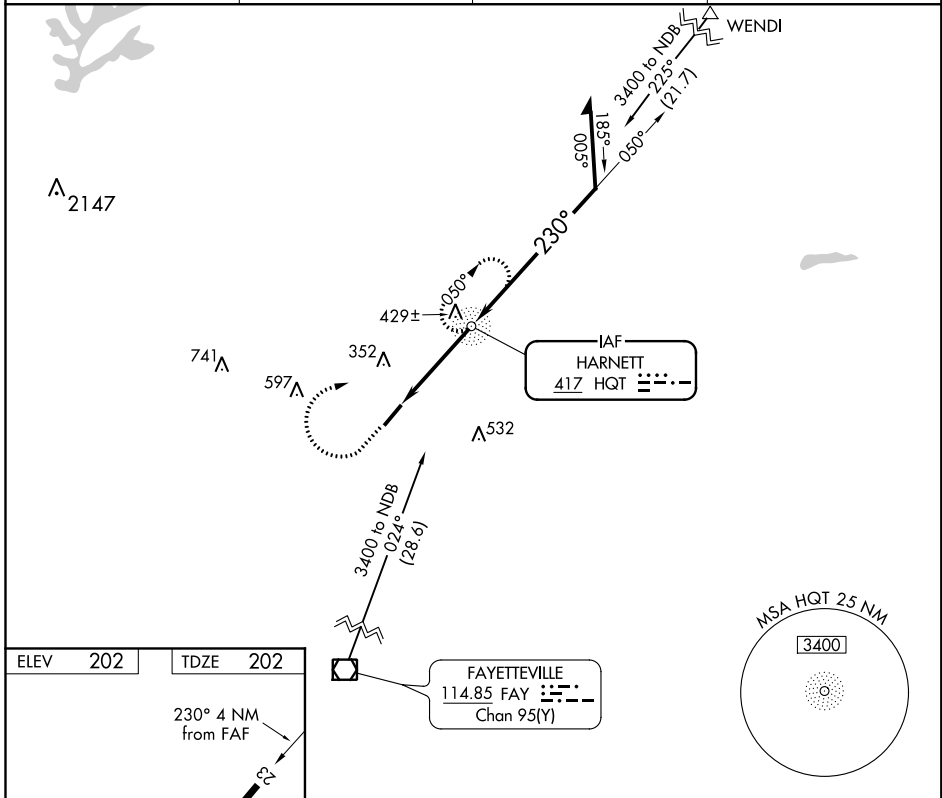 WENDI
3400 to NDB
225°
(21.7)
050°
185°
005°
2147
230°
050°
429±
IAF
HARNETT
417 HQT
741
352
597
532
3400 to NDB
024°
(28.6)
MSA HQT 25 NM
3400
FAYETTEVILLE
114.85 FAY
Chan 95(Y)
ELEV 202
TDZE 202
230° 4 NM
from FAF
23